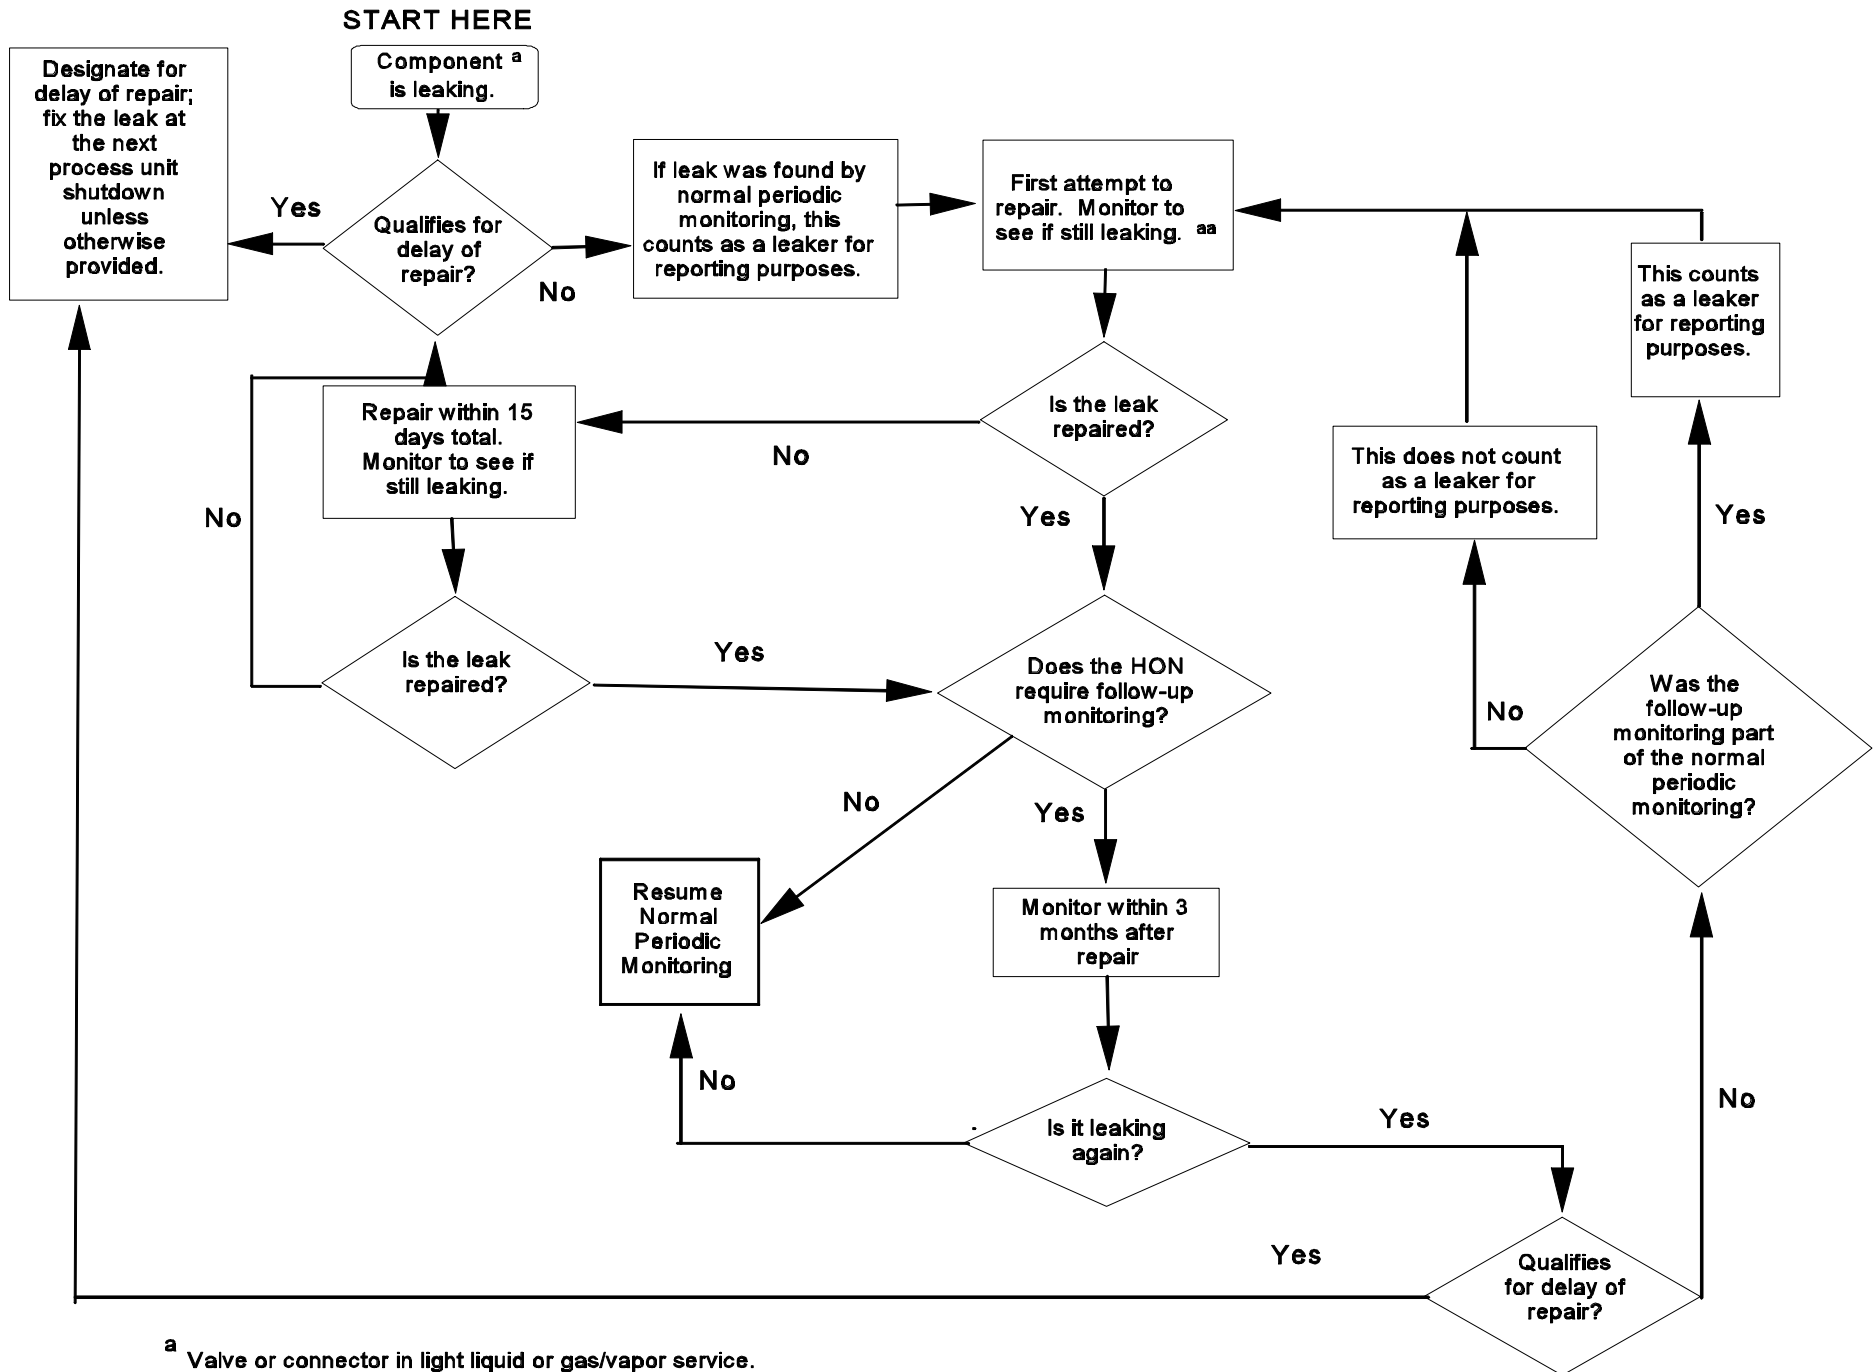 START HERE
Component a
is leaking.
Designate for
delay of repair;
fix the leak at
the next
process unit
shutdown
unless
otherwise
provided.
Yes
Qualifies for
delay of
repair?
No
If leak was found by
normal periodic
monitoring, this
counts as a leaker for
reporting purposes.
First attempt to
repair. Monitor to
see if still leaking. aa
This counts
as a leaker
for reporting
purposes.
Is the leak
repaired?
No
Yes
Repair within 15
days total.
Monitor to see if
still leaking.
No
This does not count
as a leaker for
reporting purposes.
Yes
Is the leak
repaired?
Yes
Does the HON
require follow-up
monitoring?
No
Was the
follow-up
monitoring part
of the normal
periodic
monitoring?
No
Yes
Resume
Normal
Periodic
Monitoring
Monitor within 3
months after
repair
No
Is it leaking
again?
Yes
No
Yes
Qualifies
for delay of
repair?
a Valve or connector in light liquid or gas/vapor service.